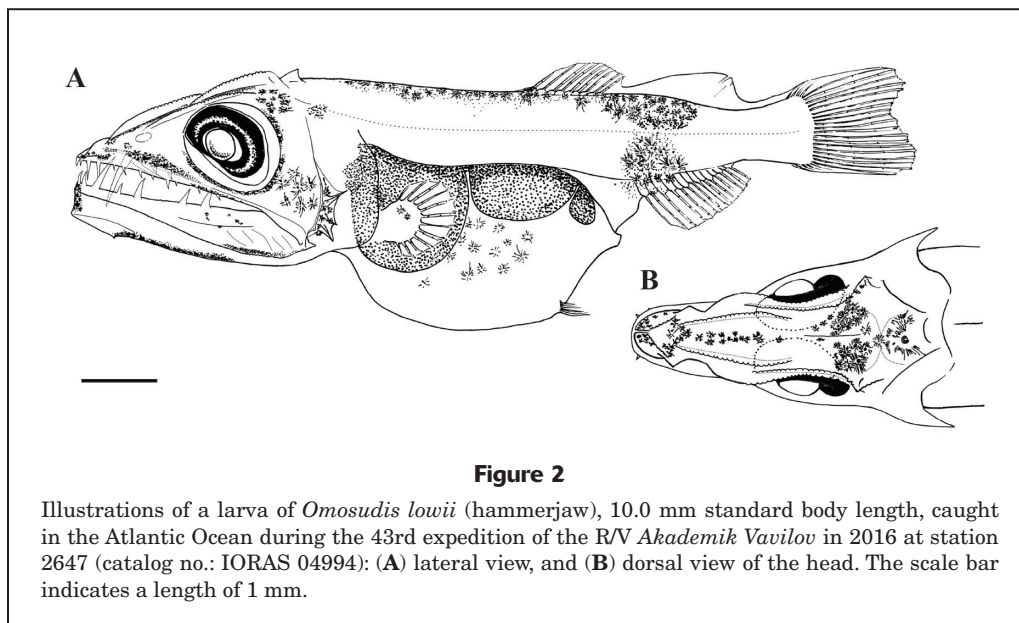 A
B
Figure 2
Illustrations of a larva of Omosudis lowii (hammerjaw), 10.0 mm standard body length, caught
in the Atlantic Ocean during the 43rd expedition of the R/V Akademik Vavilov in 2016 at station
2647 (catalog no.: IORAS 04994): (A) lateral view, and (B) dorsal view of the head. The scale bar
indicates a length of 1 mm.